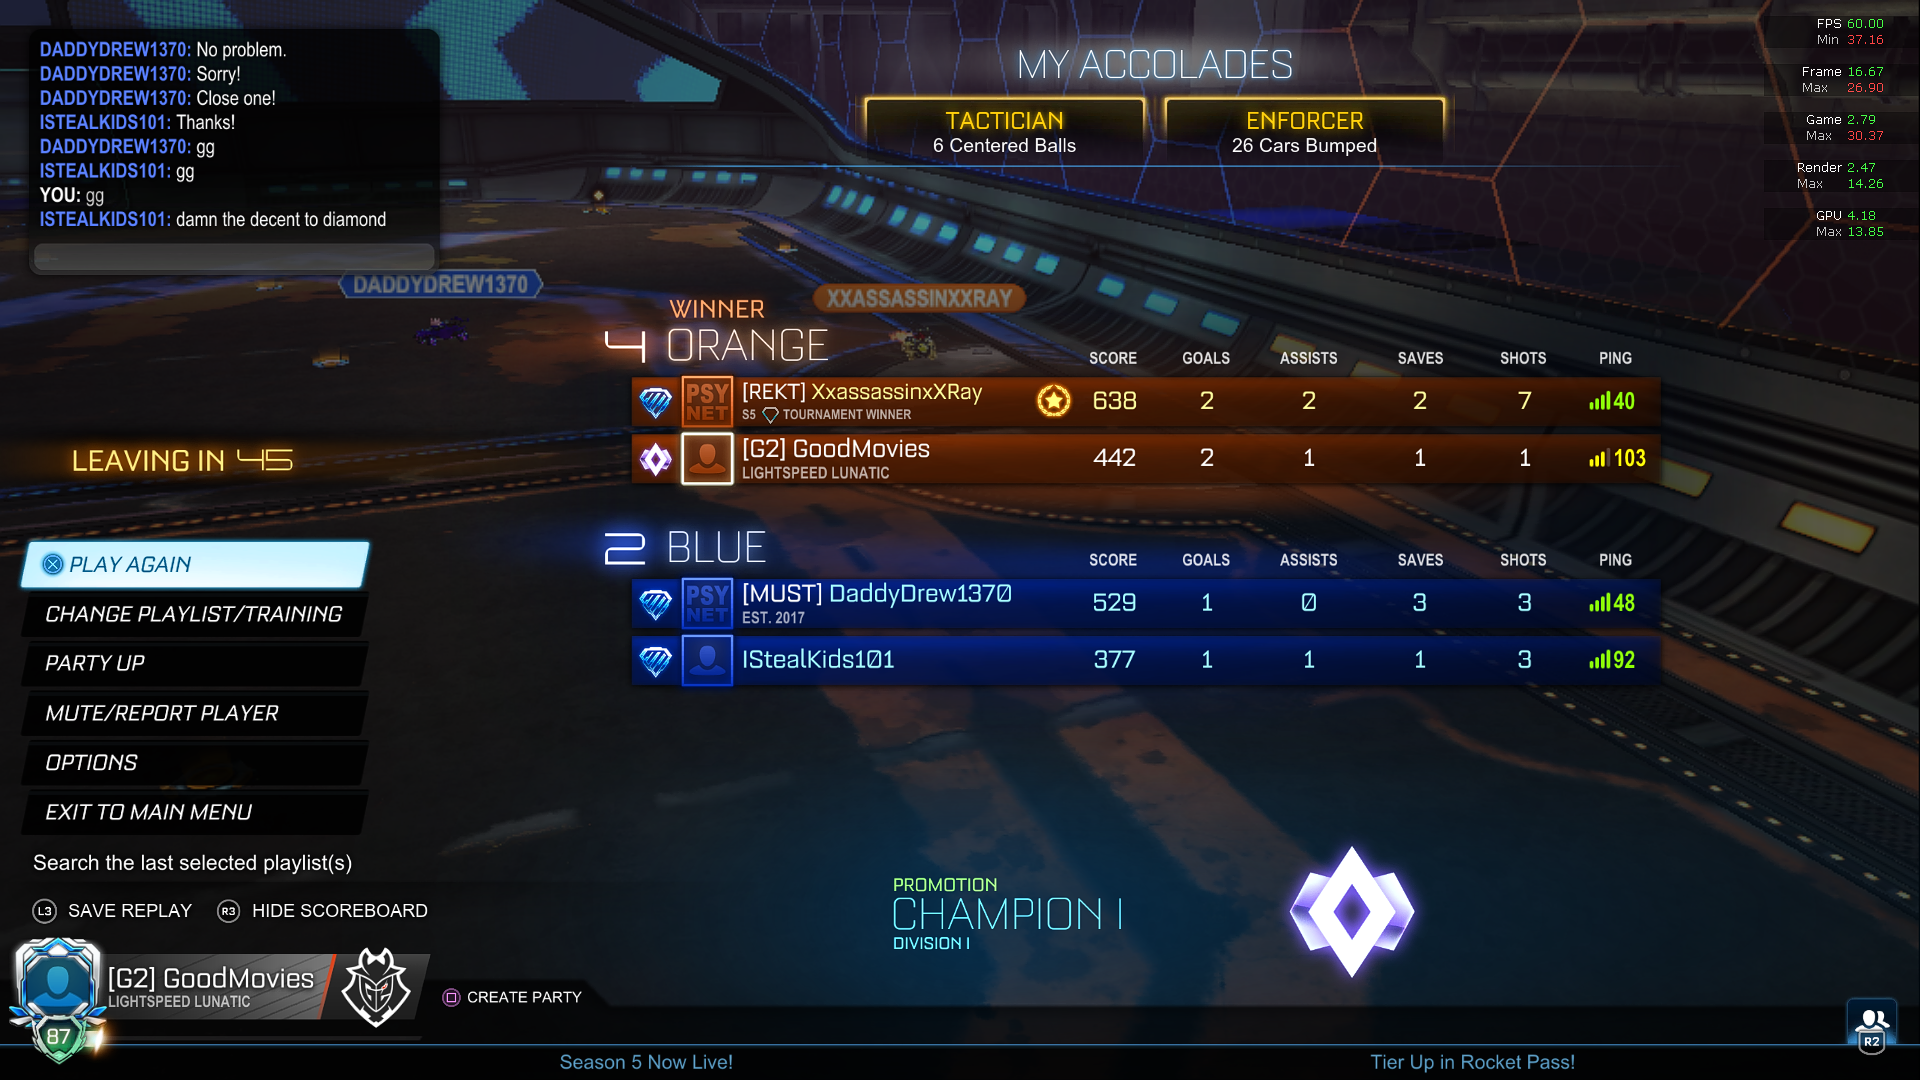 DADDYDREW1370: No problem.
DADDYDREW1370: Sorry!
DADDYDREW1370: Close one!
ISTEALKIDS101: Thanks!
DADDYDREW1370: gg
ISTEALKIDS101: gg
YOU: gg
ISTEALKIDS101: damn the decent to diamond
MY ACCOLADES
TACTICIAN
6 Centered Balls
ENFORCER
26 Cars Bumped
FPS 60.00
Min 37.16
Frame 16.67
Max 26.90
Game 2.79
Max 30.37
Render 2.47
Max 14.26
GPU 4.18
Max 13.85
DADDYDREW1370
XXASSASSINXXRAY
WINNER
4 ORANGE
SCORE GOALS ASSISTS SAVES SHOTS PING
PSY NET
[REKT] XxassassinxXRay 638 2 2 2 7 40
S5 TOURNAMENT WINNER
[G2] GoodMovies 442 2 1 1 1 103
LIGHTSPEED LUNATIC
LEAVING IN 45
2 BLUE
SCORE GOALS ASSISTS SAVES SHOTS PING
PSY NET
[MUST] DaddyDrew1370 529 1 0 3 3 48
EST. 2017
IStealKids101 377 1 1 1 3 92
PLAY AGAIN
CHANGE PLAYLIST/TRAINING
PARTY UP
MUTE/REPORT PLAYER
OPTIONS
EXIT TO MAIN MENU
Search the last selected playlist(s)
L3 SAVE REPLAY R3 HIDE SCOREBOARD
PROMOTION
CHAMPION I
DIVISION I
[G2] GoodMovies
LIGHTSPEED LUNATIC
87
CREATE PARTY
R2
Season 5 Now Live!
Tier Up in Rocket Pass!